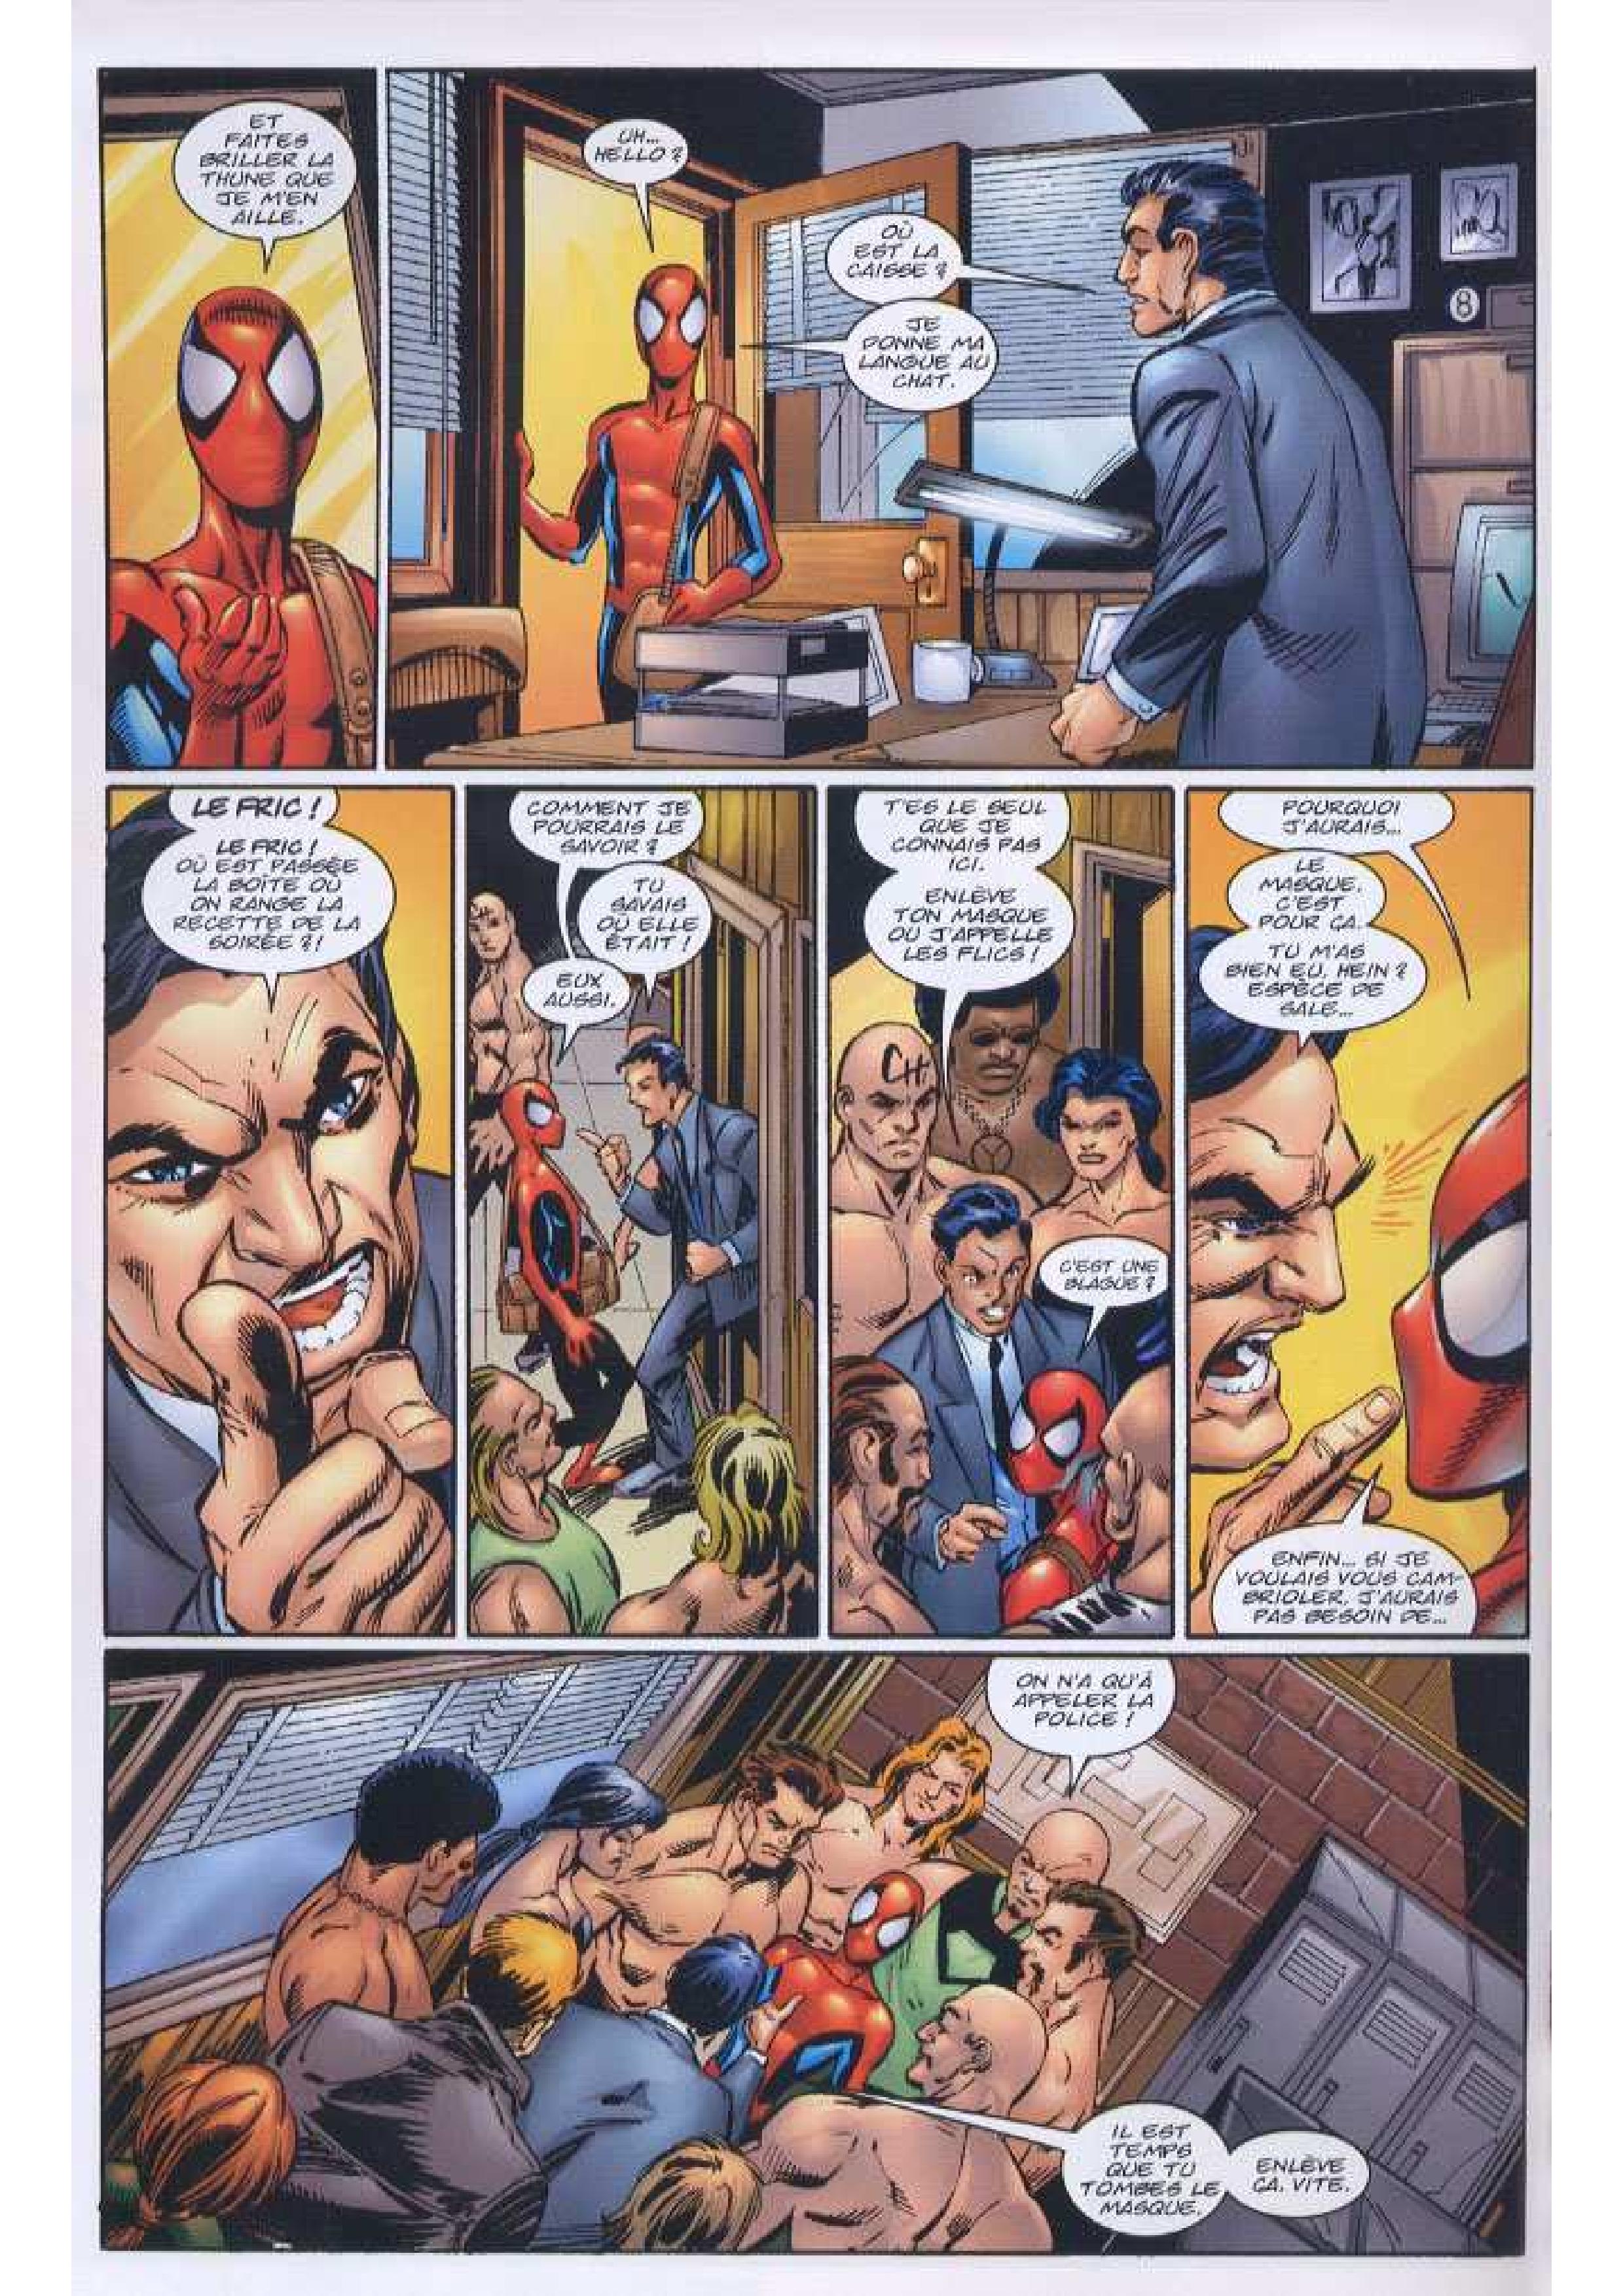 ET
FAITES
BRILLER LA
THUNE QUE
JE M'EN
AILLE.
UH...
HELLO ?
OÙ
EST LA
CAISSE ?
JE
DONNE MA
LANGUE AU
CHAT.
8
LE FRIC !
LE FRIC !
OÙ EST PASSÉE
LA BOÎTE OÙ
ON RANGE LA
RECETTE DE LA
SOIRÉE ?!
COMMENT JE
POURRAIS LE
SAVOIR ?
TU
SAVAIS
OÙ ELLE
ÉTAIT !
EUX
AUSSI.
T'ES LE SEUL
QUE JE
CONNAIS PAS
ICI.
ENLÈVE
TON MASQUE
OU J'APPELLE
LES FLICS !
CH
C'EST UNE
BLAGUE ?
POURQUOI
J'AURAIS...
LE
MASQUE.
C'EST
POUR ÇA.
TU M'AS
BIEN EU, HEIN ?
ESPÈCE DE
SALE...
ENFIN... SI JE
VOULAIS VOUS CAM-
BRIOLER, J'AURAIS
PAS BESOIN DE...
ON N'A QU'À
APPELER LA
POLICE !
IL EST
TEMPS
QUE TU
TOMBES LE
MASQUE.
ENLÈVE
ÇA. VITE.